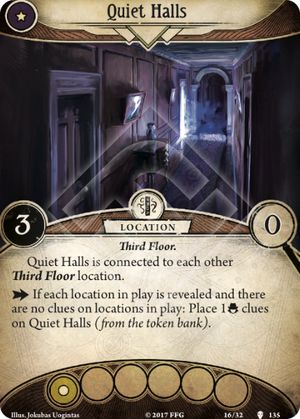 Quiet Halls
3
LOCATION
0
Third Floor.
Quiet Halls is connected to each other
Third Floor location.
If each location in play is revealed and there
are no clues on locations in play: Place 1 clues
on Quiet Halls (from the token bank).
Illus. Jokubas Uogintas
© 2017 FFG
16/32
135